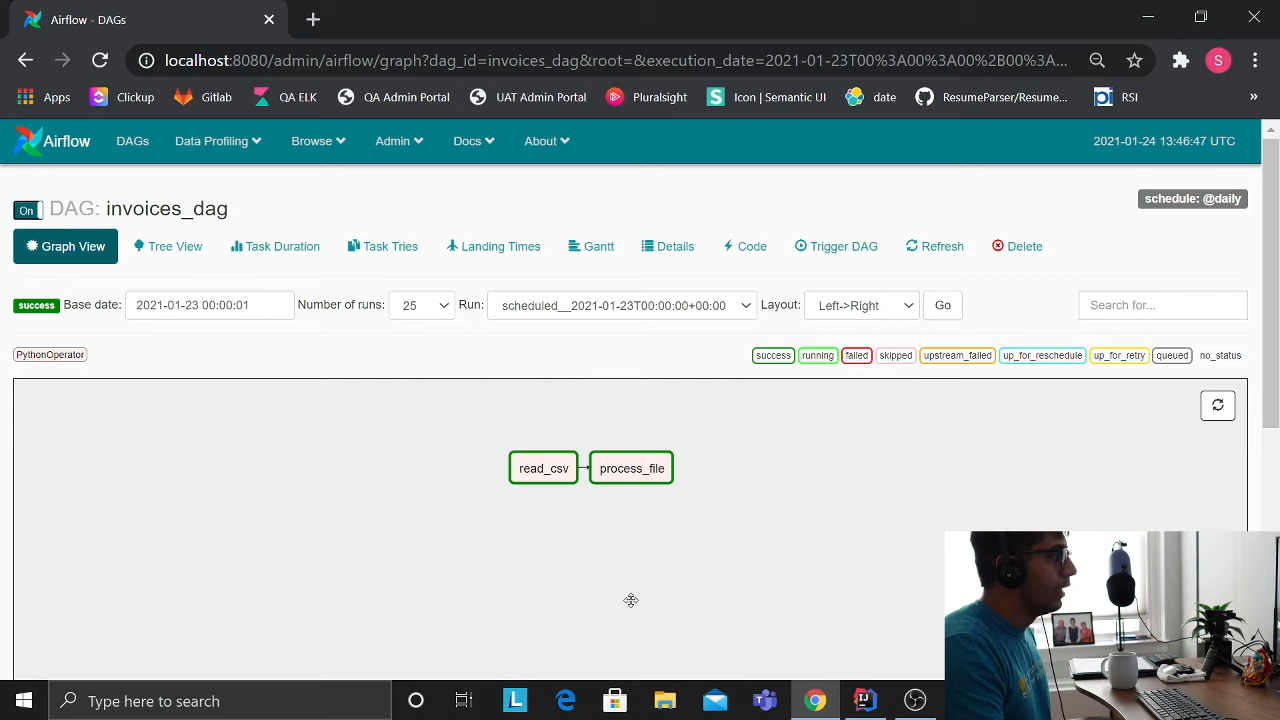 Airflow - DAGs
localhost:8080/admin/airflow/graph?dag_id=invoices_dag&root=&execution_date=2021-01-23T00%3A00%3A00%2B00%3A...
Apps Clickup Gitlab QA ELK QA Admin Portal UAT Admin Portal Pluralsight Icon | Semantic UI date ResumeParser/Resume... RSI »
Airflow DAGs Data Profiling Browse Admin Docs About 2021-01-24 13:46:47 UTC
schedule: @daily
On DAG: invoices_dag
Graph View Tree View Task Duration Task Tries Landing Times Gantt Details Code Trigger DAG Refresh Delete
success Base date: 2021-01-23 00:00:01 Number of runs: 25 Run: scheduled__2021-01-23T00:00:00+00:00 Layout: Left->Right Go Search for...
PythonOperator success running failed skipped upstream_failed up_for_reschedule up_for_retry queued no_status
read_csv process_file
Type here to search